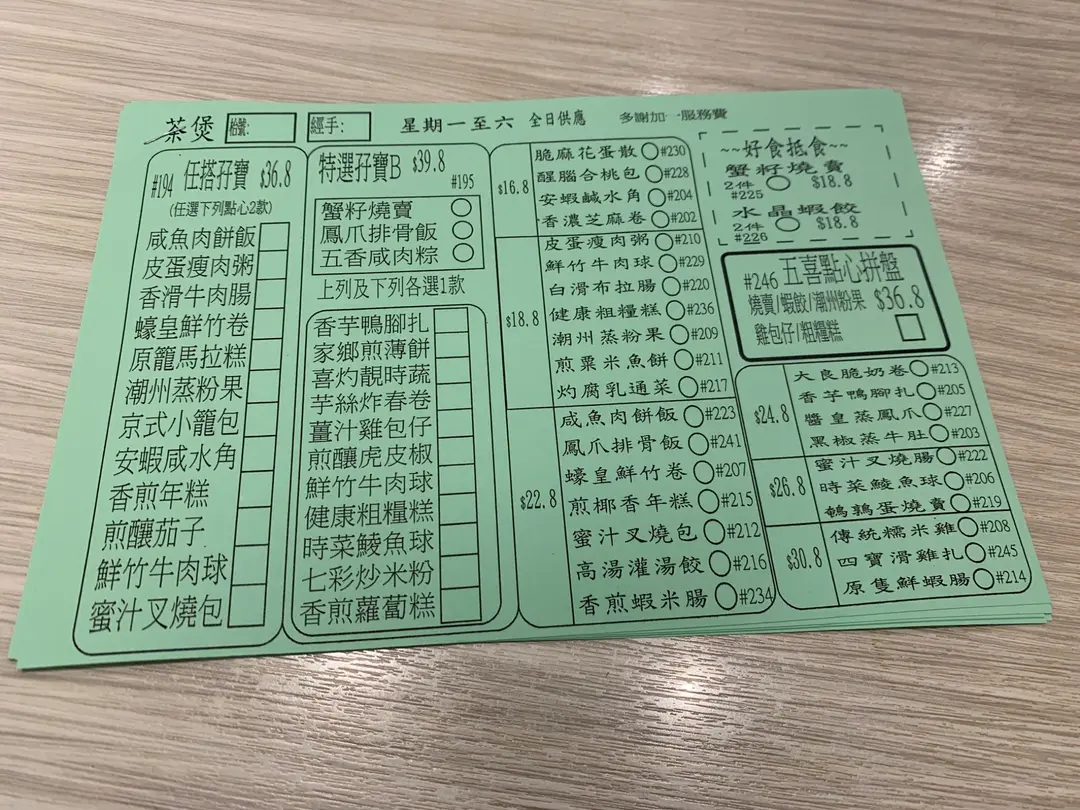 茶煲 枱號: 經手: 星期一至六 全日供應 多謝加一服務費
#194 任搭孖寶 $36.8
(任選下列點心2款)
咸魚肉餅飯
皮蛋瘦肉粥
香滑牛肉腸
蠔皇鮮竹卷
原籠馬拉糕
潮州蒸粉果
京式小籠包
安蝦咸水角
香煎年糕
煎釀茄子
鮮竹牛肉球
蜜汁叉燒包
特選孖寶B $39.8
#195
蟹籽燒賣
鳳爪排骨飯
五香咸肉粽
上列及下列各選1款
香芋鴨腳扎
家鄉煎薄餅
喜灼靚時蔬
芋絲炸春卷
薑汁雞包仔
煎釀虎皮椒
鮮竹牛肉球
健康粗糧糕
時菜鯪魚球
七彩炒米粉
香煎蘿蔔糕
$16.8
脆麻花蛋散 #230
醒腦合桃包 #228
安蝦鹹水角 #204
香濃芝麻卷 #202
$18.8
皮蛋瘦肉粥 #210
鮮竹牛肉球 #229
白滑布拉腸 #220
健康粗糧糕 #236
潮州蒸粉果 #209
煎粟米魚餅 #211
灼腐乳通菜 #217
$22.8
咸魚肉餅飯 #223
鳳爪排骨飯 #241
蠔皇鮮竹卷 #207
煎椰香年糕 #215
蜜汁叉燒包 #212
高湯灌湯餃 #216
香煎蝦米腸 #234
~~好食抵食~~
蟹籽燒賣
2件 $18.8
#225
水晶蝦餃
2件 $18.8
#226
#246 五喜點心拼盤
燒賣/蝦餃/潮州粉果 $36.8
雞包仔/粗糧糕
$24.8
大良脆奶卷 #213
香芋鴨腳扎 #205
醬皇蒸鳳爪 #227
黑椒蒸牛肚 #203
$26.8
蜜汁叉燒腸 #222
時菜鯪魚球 #206
鵪鶉蛋燒賣 #219
$30.8
傳統糯米雞 #208
四寶滑雞扎 #245
原隻鮮蝦腸 #214